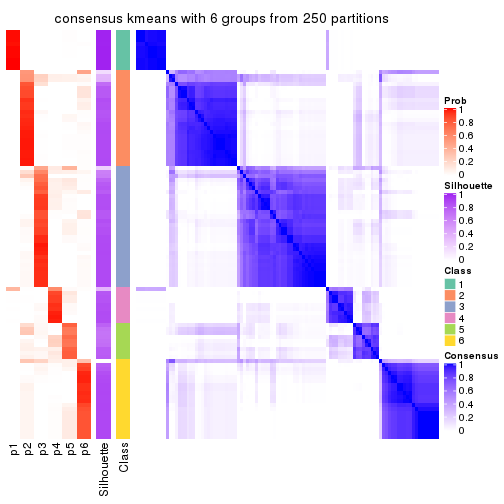 consensus kmeans with 6 groups from 250 partitions
Prob
1
0.8
0.6
0.4
0.2
0
Silhouette
1
0.8
0.6
0.4
0.2
0
Class
1
2
3
4
5
6
Consensus
1
0.8
0.6
0.4
0.2
0
p1
p2
p3
p4
p5
p6
Silhouette
Class